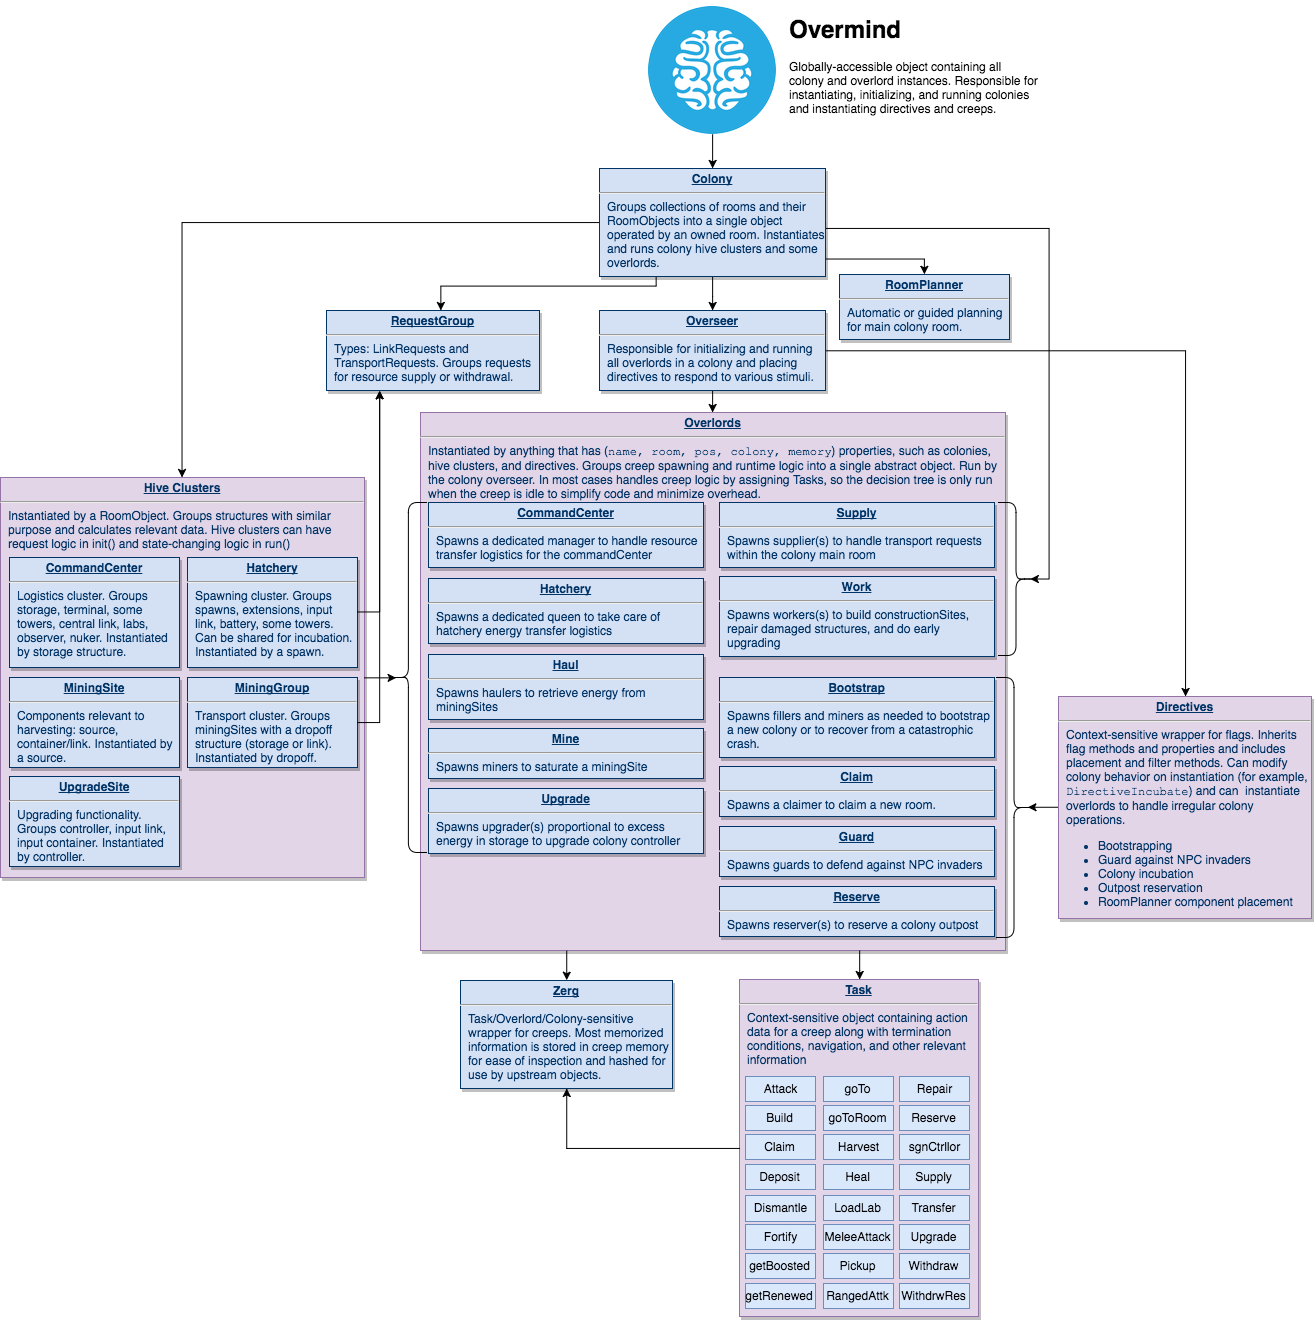 Overmind
Globally-accessible object containing all
colony and overlord instances. Responsible for
instantiating, initializing, and running colonies
and instantiating directives and creeps.
Colony
Groups collections of rooms and their
RoomObjects into a single object
operated by an owned room. Instantiates
and runs colony hive clusters and some
overlords.
RoomPlanner
Automatic or guided planning
for main colony room.
RequestGroup
Types: LinkRequests and
TransportRequests. Groups requests
for resource supply or withdrawal.
Overseer
Responsible for initializing and running
all overlords in a colony and placing
directives to respond to various stimuli.
Hive Clusters
Instantiated by a RoomObject. Groups structures with similar
purpose and calculates relevant data. Hive clusters can have
request logic in init() and state-changing logic in run()
CommandCenter
Logistics cluster. Groups
storage, terminal, some
towers, central link, labs,
observer, nuker. Instantiated
by storage structure.
Hatchery
Spawning cluster. Groups
spawns, extensions, input
link, battery, some towers.
Can be shared for incubation.
Instantiated by a spawn.
MiningSite
Components relevant to
harvesting: source,
container/link. Instantiated by
a source.
MiningGroup
Transport cluster. Groups
miningSites with a dropoff
structure (storage or link).
Instantiated by dropoff.
UpgradeSite
Upgrading functionality.
Groups controller, input link,
input container. Instantiated
by controller.
Overlords
Instantiated by anything that has (name, room, pos, colony, memory) properties, such as colonies,
hive clusters, and directives. Groups creep spawning and runtime logic into a single abstract object. Run by
the colony overseer. In most cases handles creep logic by assigning Tasks, so the decision tree is only run
when the creep is idle to simplify code and minimize overhead.
CommandCenter
Spawns a dedicated manager to handle resource
transfer logistics for the commandCenter
Hatchery
Spawns a dedicated queen to take care of
hatchery energy transfer logistics
Haul
Spawns haulers to retrieve energy from
miningSites
Mine
Spawns miners to saturate a miningSite
Upgrade
Spawns upgrader(s) proportional to excess
energy in storage to upgrade colony controller
Supply
Spawns supplier(s) to handle transport requests
within the colony main room
Work
Spawns workers(s) to build constructionSites,
repair damaged structures, and do early
upgrading
Bootstrap
Spawns fillers and miners as needed to bootstrap
a new colony or to recover from a catastrophic
crash.
Claim
Spawns a claimer to claim a new room.
Guard
Spawns guards to defend against NPC invaders
Reserve
Spawns reserver(s) to reserve a colony outpost
Directives
Context-sensitive wrapper for flags. Inherits
flag methods and properties and includes
placement and filter methods. Can modify
colony behavior on instantiation (for example,
DirectiveIncubate) and can instantiate
overlords to handle irregular colony
operations.
• Bootstrapping
• Guard against NPC invaders
• Colony incubation
• Outpost reservation
• RoomPlanner component placement
Zerg
Task/Overlord/Colony-sensitive
wrapper for creeps. Most memorized
information is stored in creep memory
for ease of inspection and hashed for
use by upstream objects.
Task
Context-sensitive object containing action
data for a creep along with termination
conditions, navigation, and other relevant
information
Attack goTo Repair
Build goToRoom Reserve
Claim Harvest sgnCtrllor
Deposit Heal Supply
Dismantle LoadLab Transfer
Fortify MeleeAttack Upgrade
getBoosted Pickup Withdraw
getRenewed RangedAttk WithdrwRes